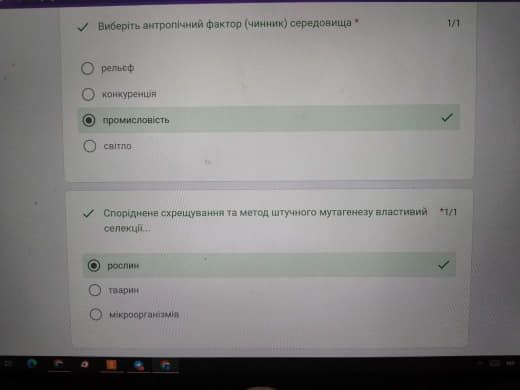 Виберіть антропічний фактор (чинник) середовища * 1/1
рельєф
конкуренція
промисловість
світло
Споріднене схрещування та метод штучного мутагенезу властивий *1/1
селекції...
рослин
тварин
мікроорганізмів